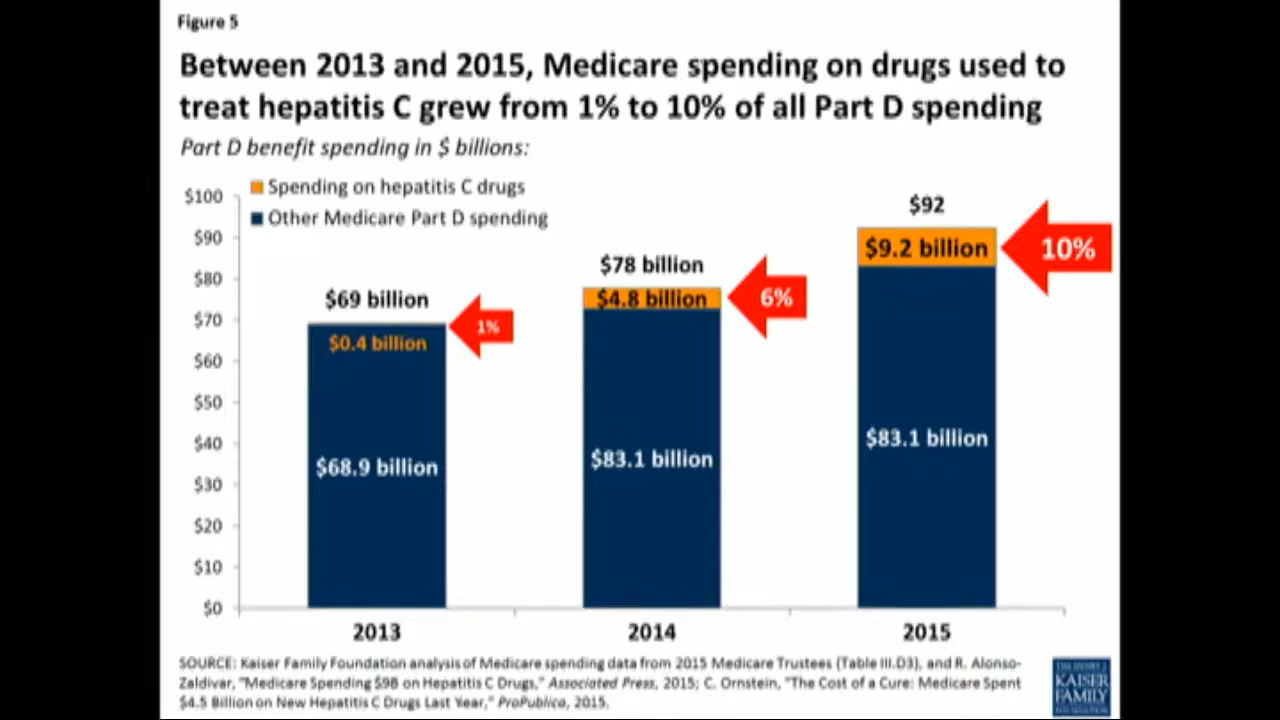 Figure 5
Between 2013 and 2015, Medicare spending on drugs used to
treat hepatitis C grew from 1% to 10% of all Part D spending
Part D benefit spending in $ billions:
Spending on hepatitis C drugs
Other Medicare Part D spending
$100
$90
$80
$70
$60
$50
$40
$30
$20
$10
$0
$69 billion
1%
$0.4 billion
$68.9 billion
$78 billion
$4.8 billion
6%
$83.1 billion
$92
$9.2 billion
10%
$83.1 billion
2013
2014
2015
SOURCE: Kaiser Family Foundation analysis of Medicare spending data from 2015 Medicare Trustees (Table III.D3), and R. Alonso-
Zaldivar, "Medicare Spending $9B on Hepatitis C Drugs," Associated Press, 2015; C. Ornstein, "The Cost of a Cure: Medicare Spent
$4.5 Billion on New Hepatitis C Drugs Last Year," ProPublica, 2015.
THE HENRY J.
KAISER
FAMILY
FOUNDATION